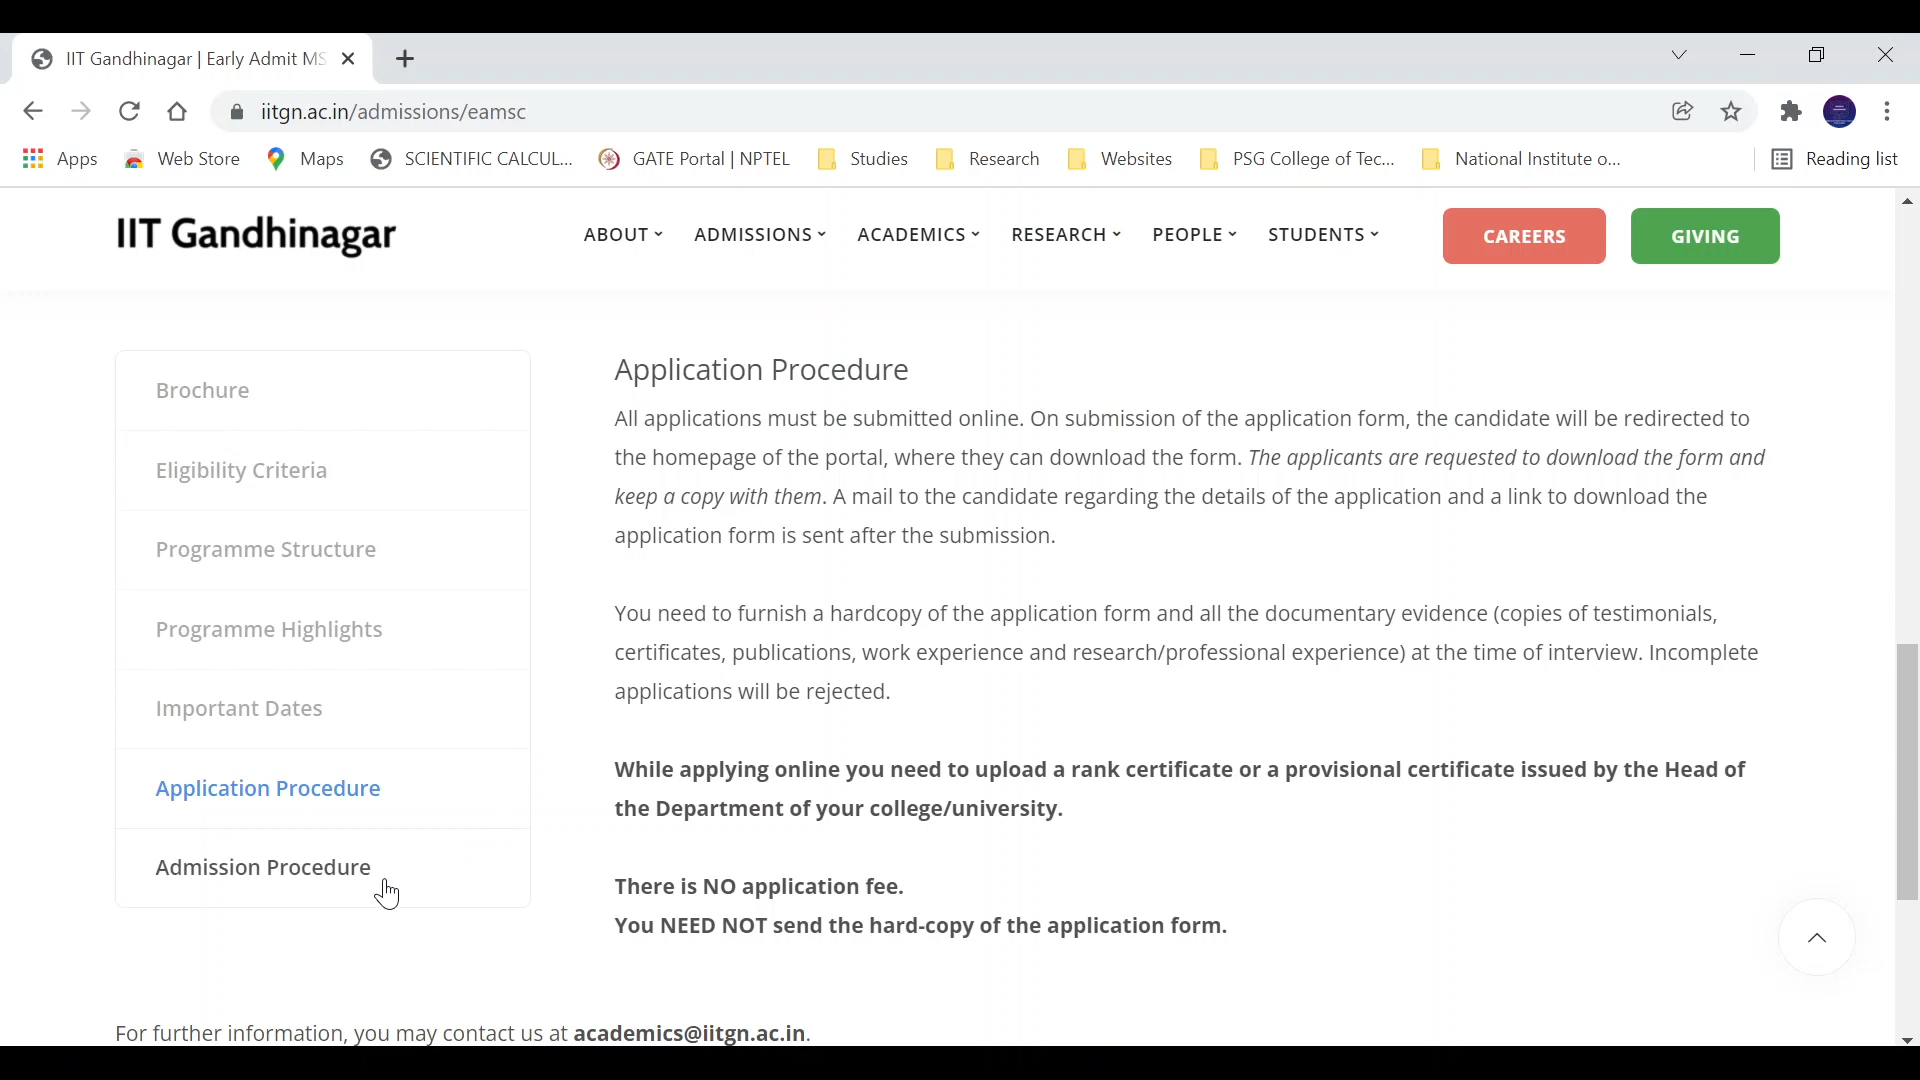 IIT Gandhinagar | Early Admit MS
iitgn.ac.in/admissions/eamsc
Apps Web Store Maps SCIENTIFIC CALCUL... GATE Portal | NPTEL Studies Research Websites PSG College of Tec... National Institute o... Reading list
IIT Gandhinagar ABOUT ADMISSIONS ACADEMICS RESEARCH PEOPLE STUDENTS CAREERS GIVING
Brochure
Eligibility Criteria
Programme Structure
Programme Highlights
Important Dates
Application Procedure
Admission Procedure
Application Procedure
All applications must be submitted online. On submission of the application form, the candidate will be redirected to
the homepage of the portal, where they can download the form. The applicants are requested to download the form and
keep a copy with them. A mail to the candidate regarding the details of the application and a link to download the
application form is sent after the submission.
You need to furnish a hardcopy of the application form and all the documentary evidence (copies of testimonials,
certificates, publications, work experience and research/professional experience) at the time of interview. Incomplete
applications will be rejected.
While applying online you need to upload a rank certificate or a provisional certificate issued by the Head of
the Department of your college/university.
There is NO application fee.
You NEED NOT send the hard-copy of the application form.
For further information, you may contact us at academics@iitgn.ac.in.